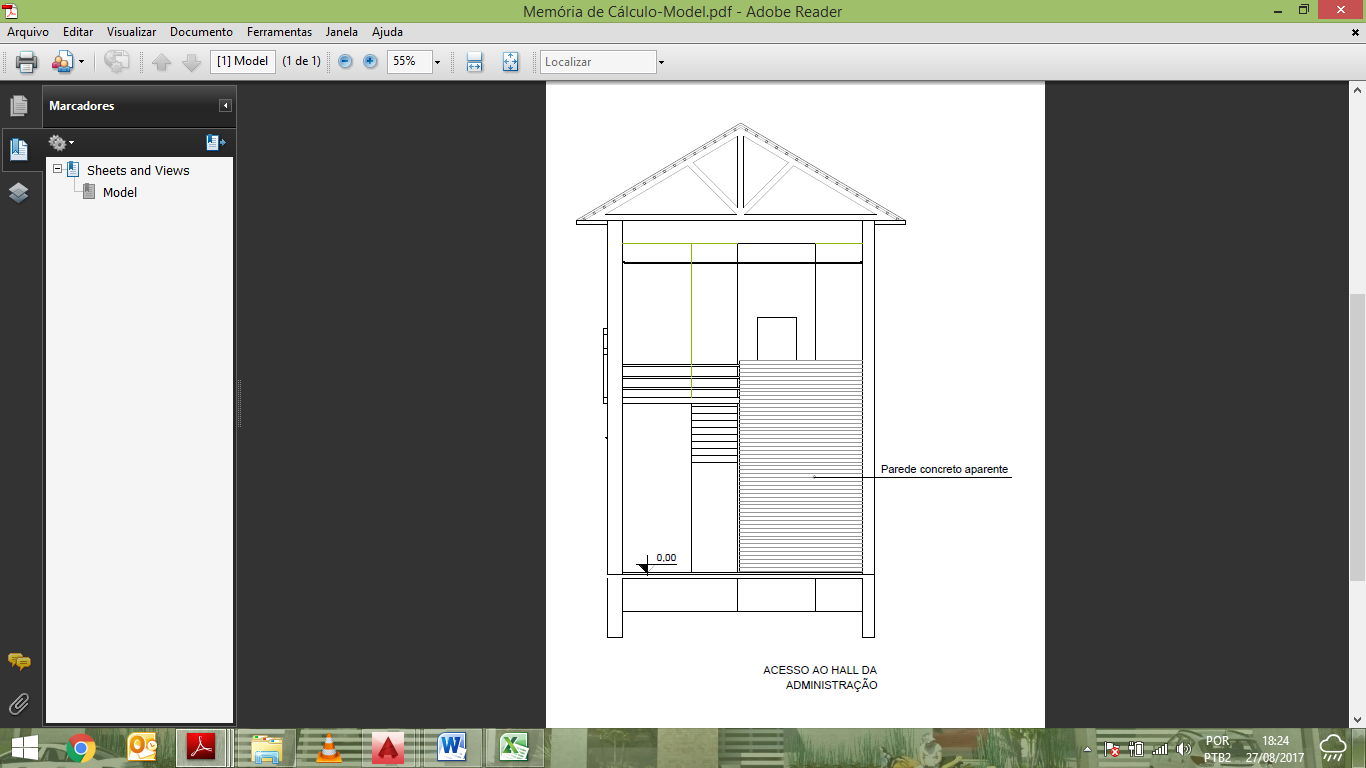 Memória de Cálculo-Model.pdf - Adobe Reader
Arquivo Editar Visualizar Documento Ferramentas Janela Ajuda
[1] Model (1 de 1) 55% Localizar
Marcadores
Sheets and Views
Model
Parede concreto aparente
0,00
ACESSO AO HALL DA
ADMINISTRAÇÃO
POR 18:24
PTB2 27/08/2017